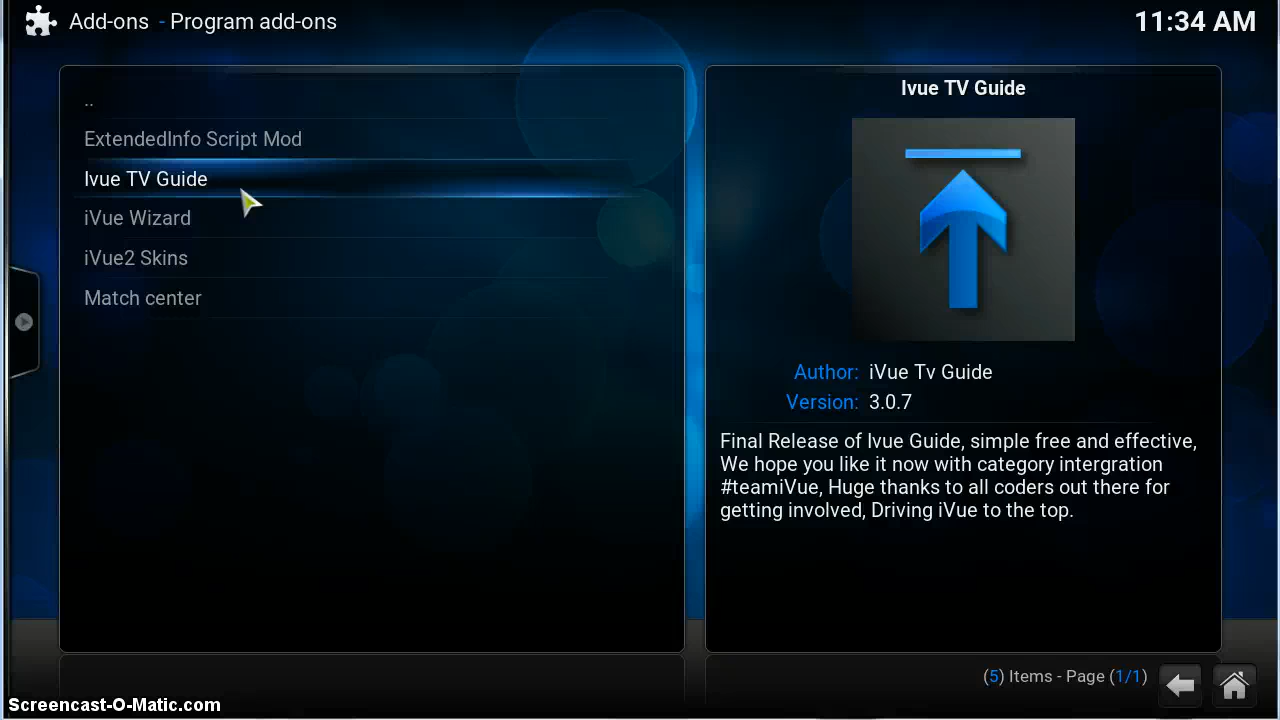 Add-ons - Program add-ons
11:34 AM
..
ExtendedInfo Script Mod
Ivue TV Guide
iVue Wizard
iVue2 Skins
Match center
Ivue TV Guide
Author: iVue Tv Guide
Version: 3.0.7
Final Release of Ivue Guide, simple free and effective,
We hope you like it now with category intergration
#teamiVue, Huge thanks to all coders out there for
getting involved, Driving iVue to the top.
(5) Items - Page (1/1)
Screencast-O-Matic.com